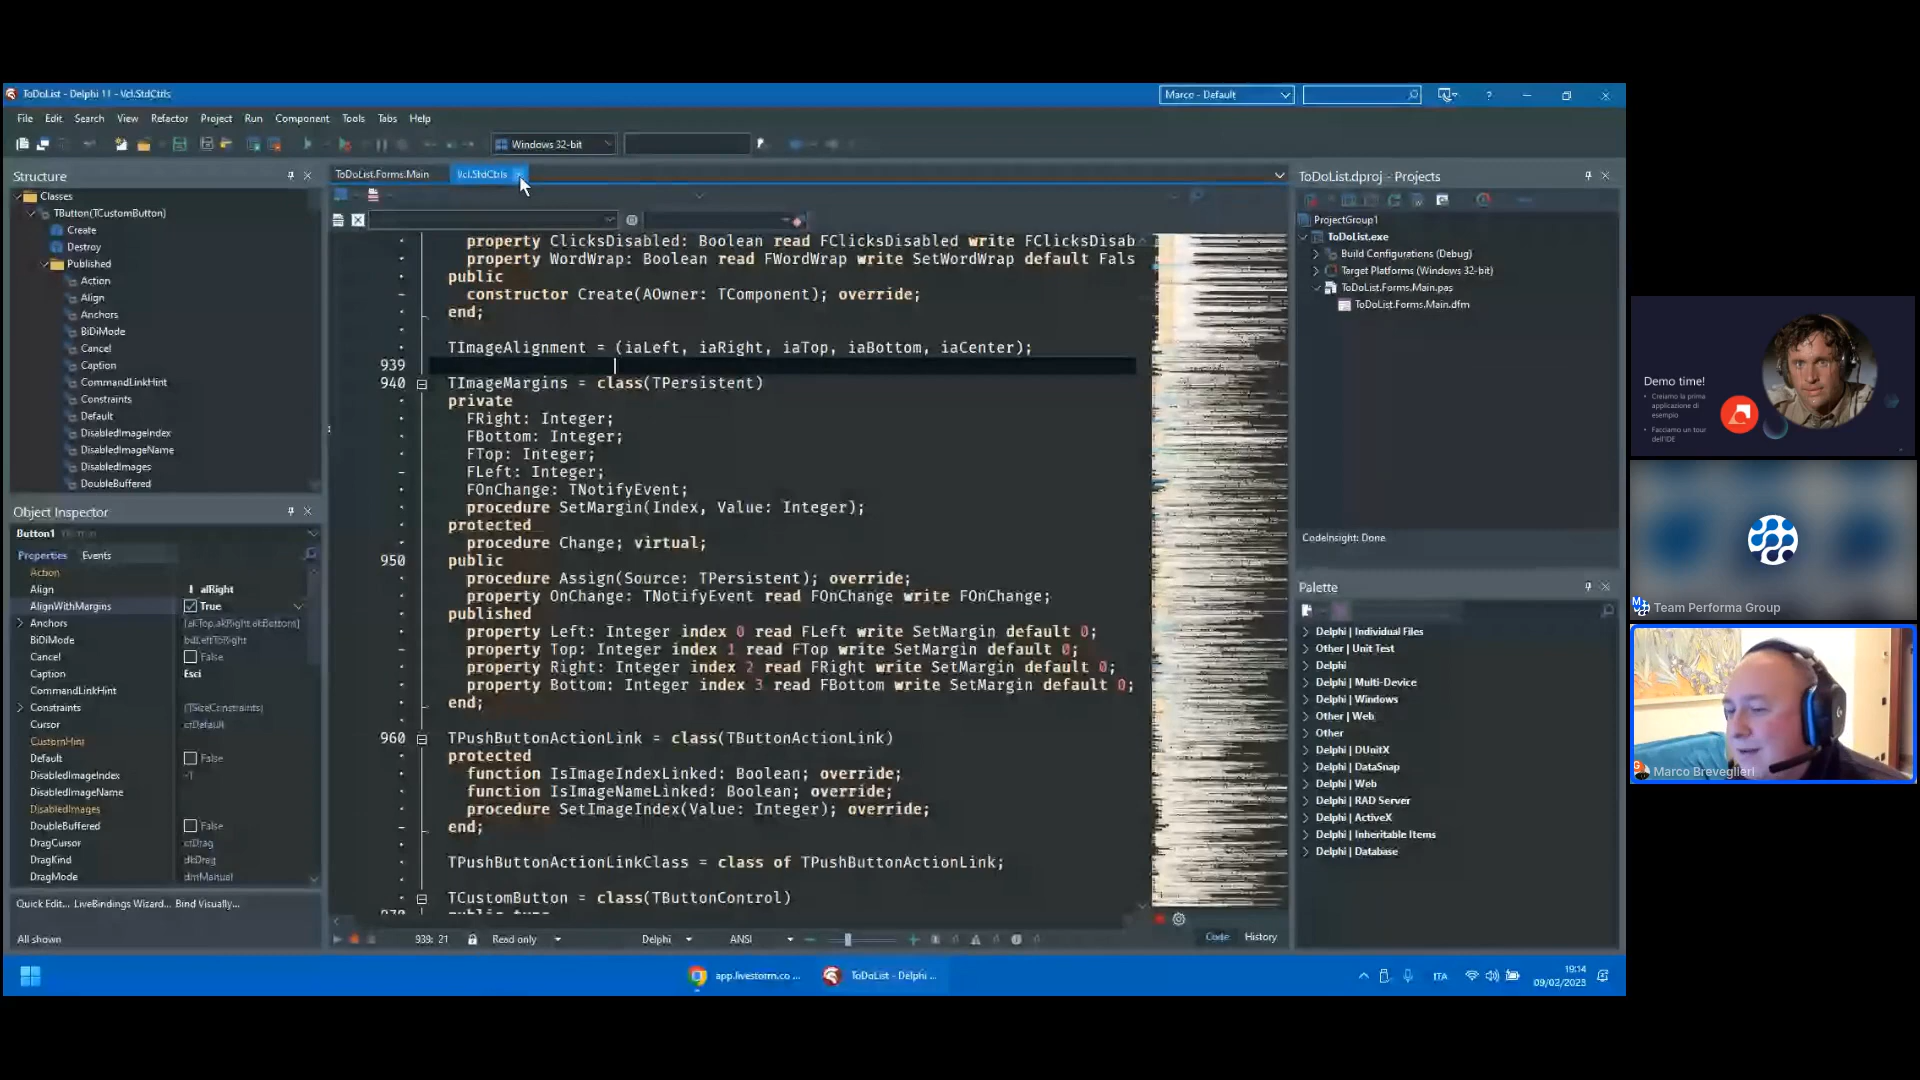 ToDoList - Delphi 11 - Vcl.StdCtrls
Marco - Default
File Edit Search View Refactor Project Run Component Tools Tabs Help
Windows 32-bit
Structure
Classes
TButton(TCustomButton)
Create
Destroy
Published
Action
Align
Anchors
BiDiMode
Cancel
Caption
CommandLinkHint
Constraints
Default
DisabledImageIndex
DisabledImageName
DisabledImages
DoubleBuffered
Object Inspector
Button1
Properties Events
Action
Align alRight
AlignWithMargins True
Anchors [akTop,akRight,akBottom]
BiDiMode bdLeftToRight
Cancel False
Caption Esci
CommandLinkHint
Constraints (TSizeConstraints)
Cursor crDefault
CustomHint
Default False
DisabledImageIndex -1
DisabledImageName
DisabledImages
DoubleBuffered False
DragCursor crDrag
DragKind dkDrag
DragMode dmManual
Quick Edit... LiveBindings Wizard... Bind Visually...
All shown
ToDoList.Forms.Main Vcl.StdCtrls
property ClicksDisabled: Boolean read FClicksDisabled write FClicksDisab
property WordWrap: Boolean read FWordWrap write SetWordWrap default Fals
public
constructor Create(AOwner: TComponent); override;
end;
TImageAlignment = (iaLeft, iaRight, iaTop, iaBottom, iaCenter);
939
940 TImageMargins = class(TPersistent)
private
FRight: Integer;
FBottom: Integer;
FTop: Integer;
FLeft: Integer;
FOnChange: TNotifyEvent;
procedure SetMargin(Index, Value: Integer);
protected
procedure Change; virtual;
950 public
procedure Assign(Source: TPersistent); override;
property OnChange: TNotifyEvent read FOnChange write FOnChange;
published
property Left: Integer index 0 read FLeft write SetMargin default 0;
property Top: Integer index 1 read FTop write SetMargin default 0;
property Right: Integer index 2 read FRight write SetMargin default 0;
property Bottom: Integer index 3 read FBottom write SetMargin default 0;
end;
960 TPushButtonActionLink = class(TButtonActionLink)
protected
function IsImageIndexLinked: Boolean; override;
function IsImageNameLinked: Boolean; override;
procedure SetImageIndex(Value: Integer); override;
end;
TPushButtonActionLinkClass = class of TPushButtonActionLink;
TCustomButton = class(TButtonControl)
970 public type
939: 21 Read only Delphi ANSI
Code History
ToDoList.dproj - Projects
ProjectGroup1
ToDoList.exe
Build Configurations (Debug)
Target Platforms (Windows 32-bit)
ToDoList.Forms.Main.pas
ToDoList.Forms.Main.dfm
CodeInsight: Done
Palette
Delphi | Individual Files
Other | Unit Test
Delphi
Delphi | Multi-Device
Delphi | Windows
Other | Web
Other
Delphi | DUnitX
Delphi | DataSnap
Delphi | Web
Delphi | RAD Server
Delphi | ActiveX
Delphi | Inheritable Items
Delphi | Database
app.livestorm.co ...
ToDoList - Delphi ...
ITA
19:14
09/02/2023
Demo time!
Creiamo la prima
applicazione di
esempio
Facciamo un tour
dell'IDE
Team Performa Group
Marco Breveglieri